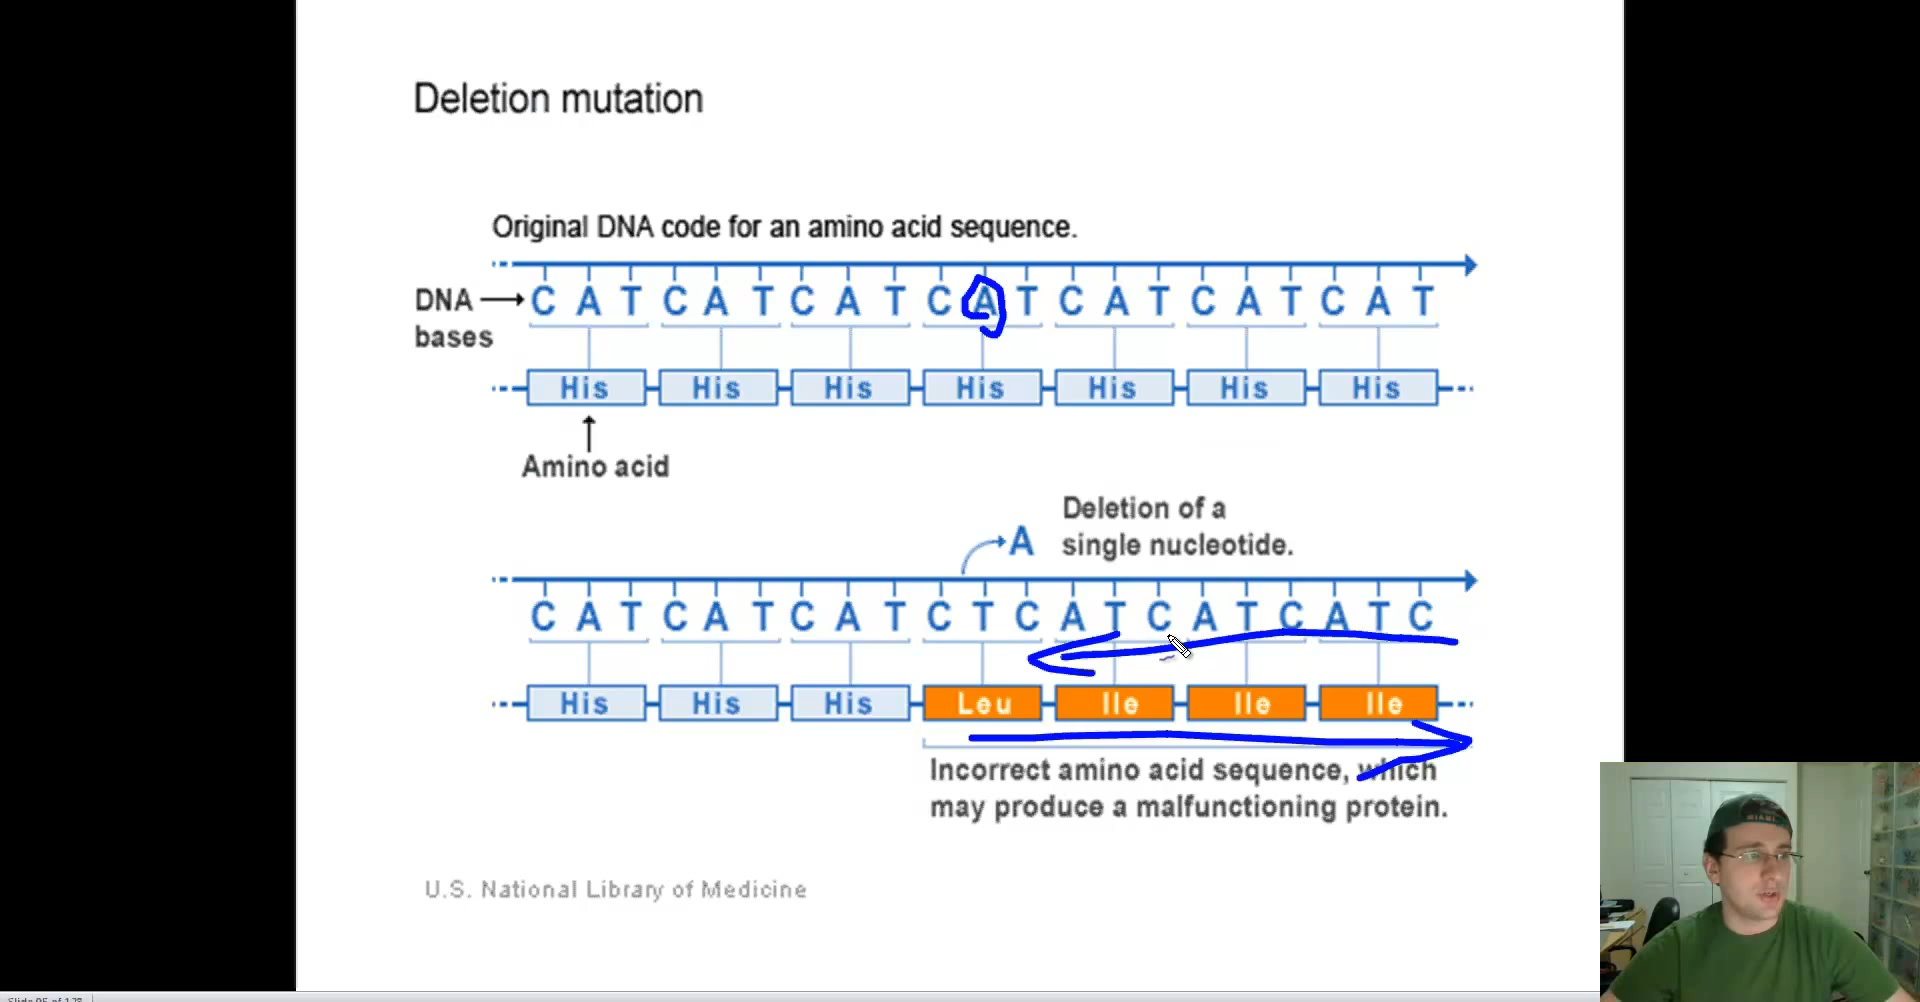 Deletion mutation
Original DNA code for an amino acid sequence.
DNA bases
C A T C A T C A T C A T C A T C A T C A T
His His His His His His His
Amino acid
A
Deletion of a
single nucleotide.
C A T C A T C A T C T C A T C A T C A T C
His His His Leu Ile Ile Ile
Incorrect amino acid sequence, which
may produce a malfunctioning protein.
U.S. National Library of Medicine
MIAMI